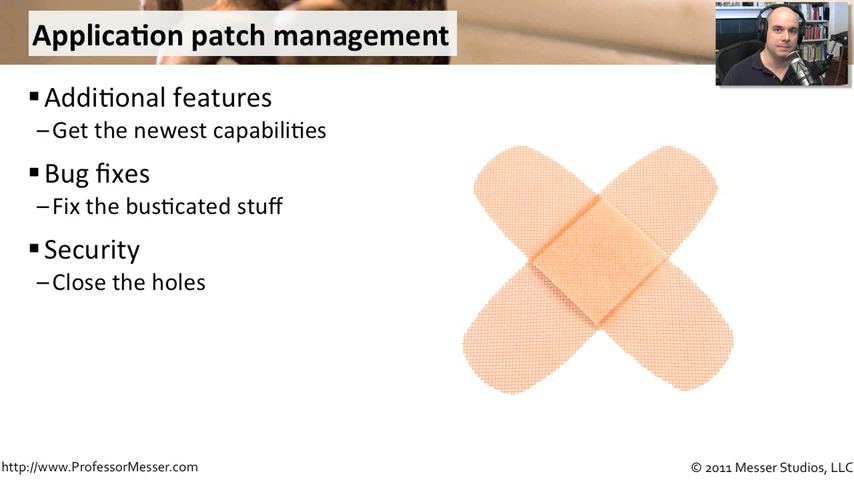 Application patch management
▪ Additional features
– Get the newest capabilities
▪ Bug fixes
– Fix the busticated stuff
▪ Security
– Close the holes
http://www.ProfessorMesser.com
© 2011 Messer Studios, LLC